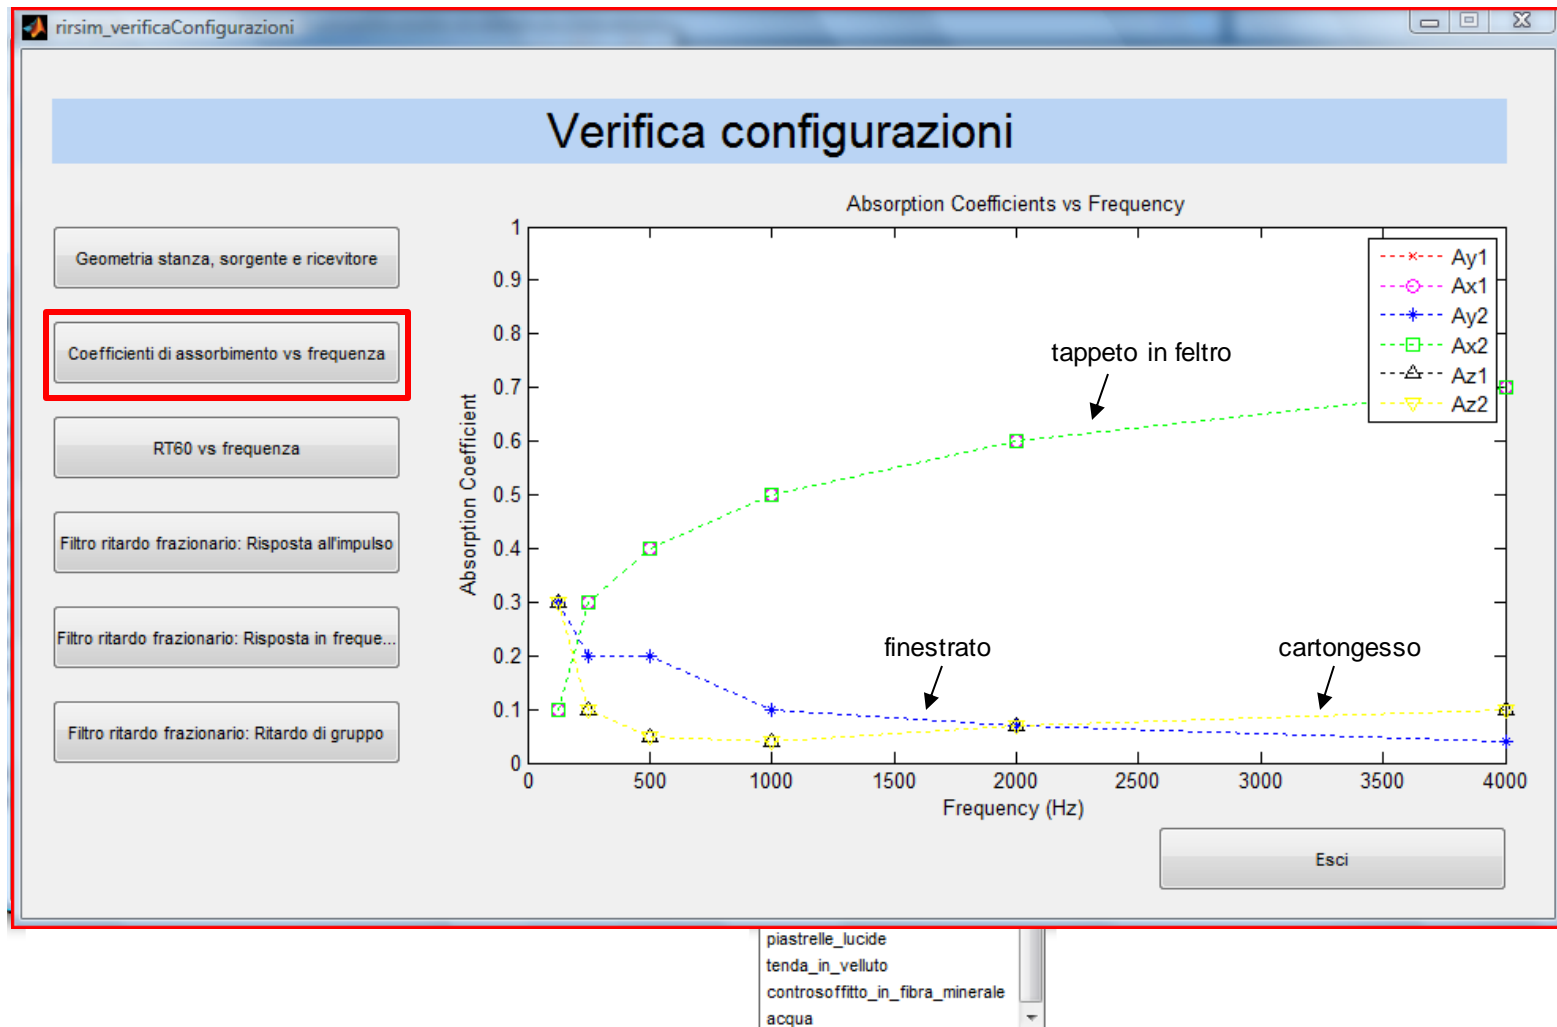 rirsim_verificaConfigurazioni
Verifica configurazioni
Geometria stanza, sorgente e ricevitore
Coefficienti di assorbimento vs frequenza
RT60 vs frequenza
Filtro ritardo frazionario: Risposta all'impulso
Filtro ritardo frazionario: Risposta in freque...
Filtro ritardo frazionario: Ritardo di gruppo
Absorption Coefficients vs Frequency
Absorption Coefficient
1
0.9
0.8
0.7
0.6
0.5
0.4
0.3
0.2
0.1
0
0 500 1000 1500 2000 2500 3000 3500 4000
Frequency (Hz)
Ay1
Ax1
Ay2
Ax2
Az1
Az2
tappeto in feltro
finestrato
cartongesso
Esci
piastrelle_lucide
tenda_in_velluto
controsoffitto_in_fibra_minerale
acqua